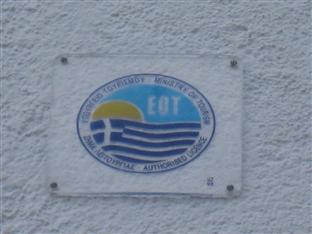 ΥΠΟΥΡΓΕΙΟ ΤΟΥΡΙΣΜΟΥ · MINISTRY OF TOURISM
ΕΟΤ
ΣΗΜΑ ΛΕΙΤΟΥΡΓΙΑΣ · AUTHORISED LICENCE